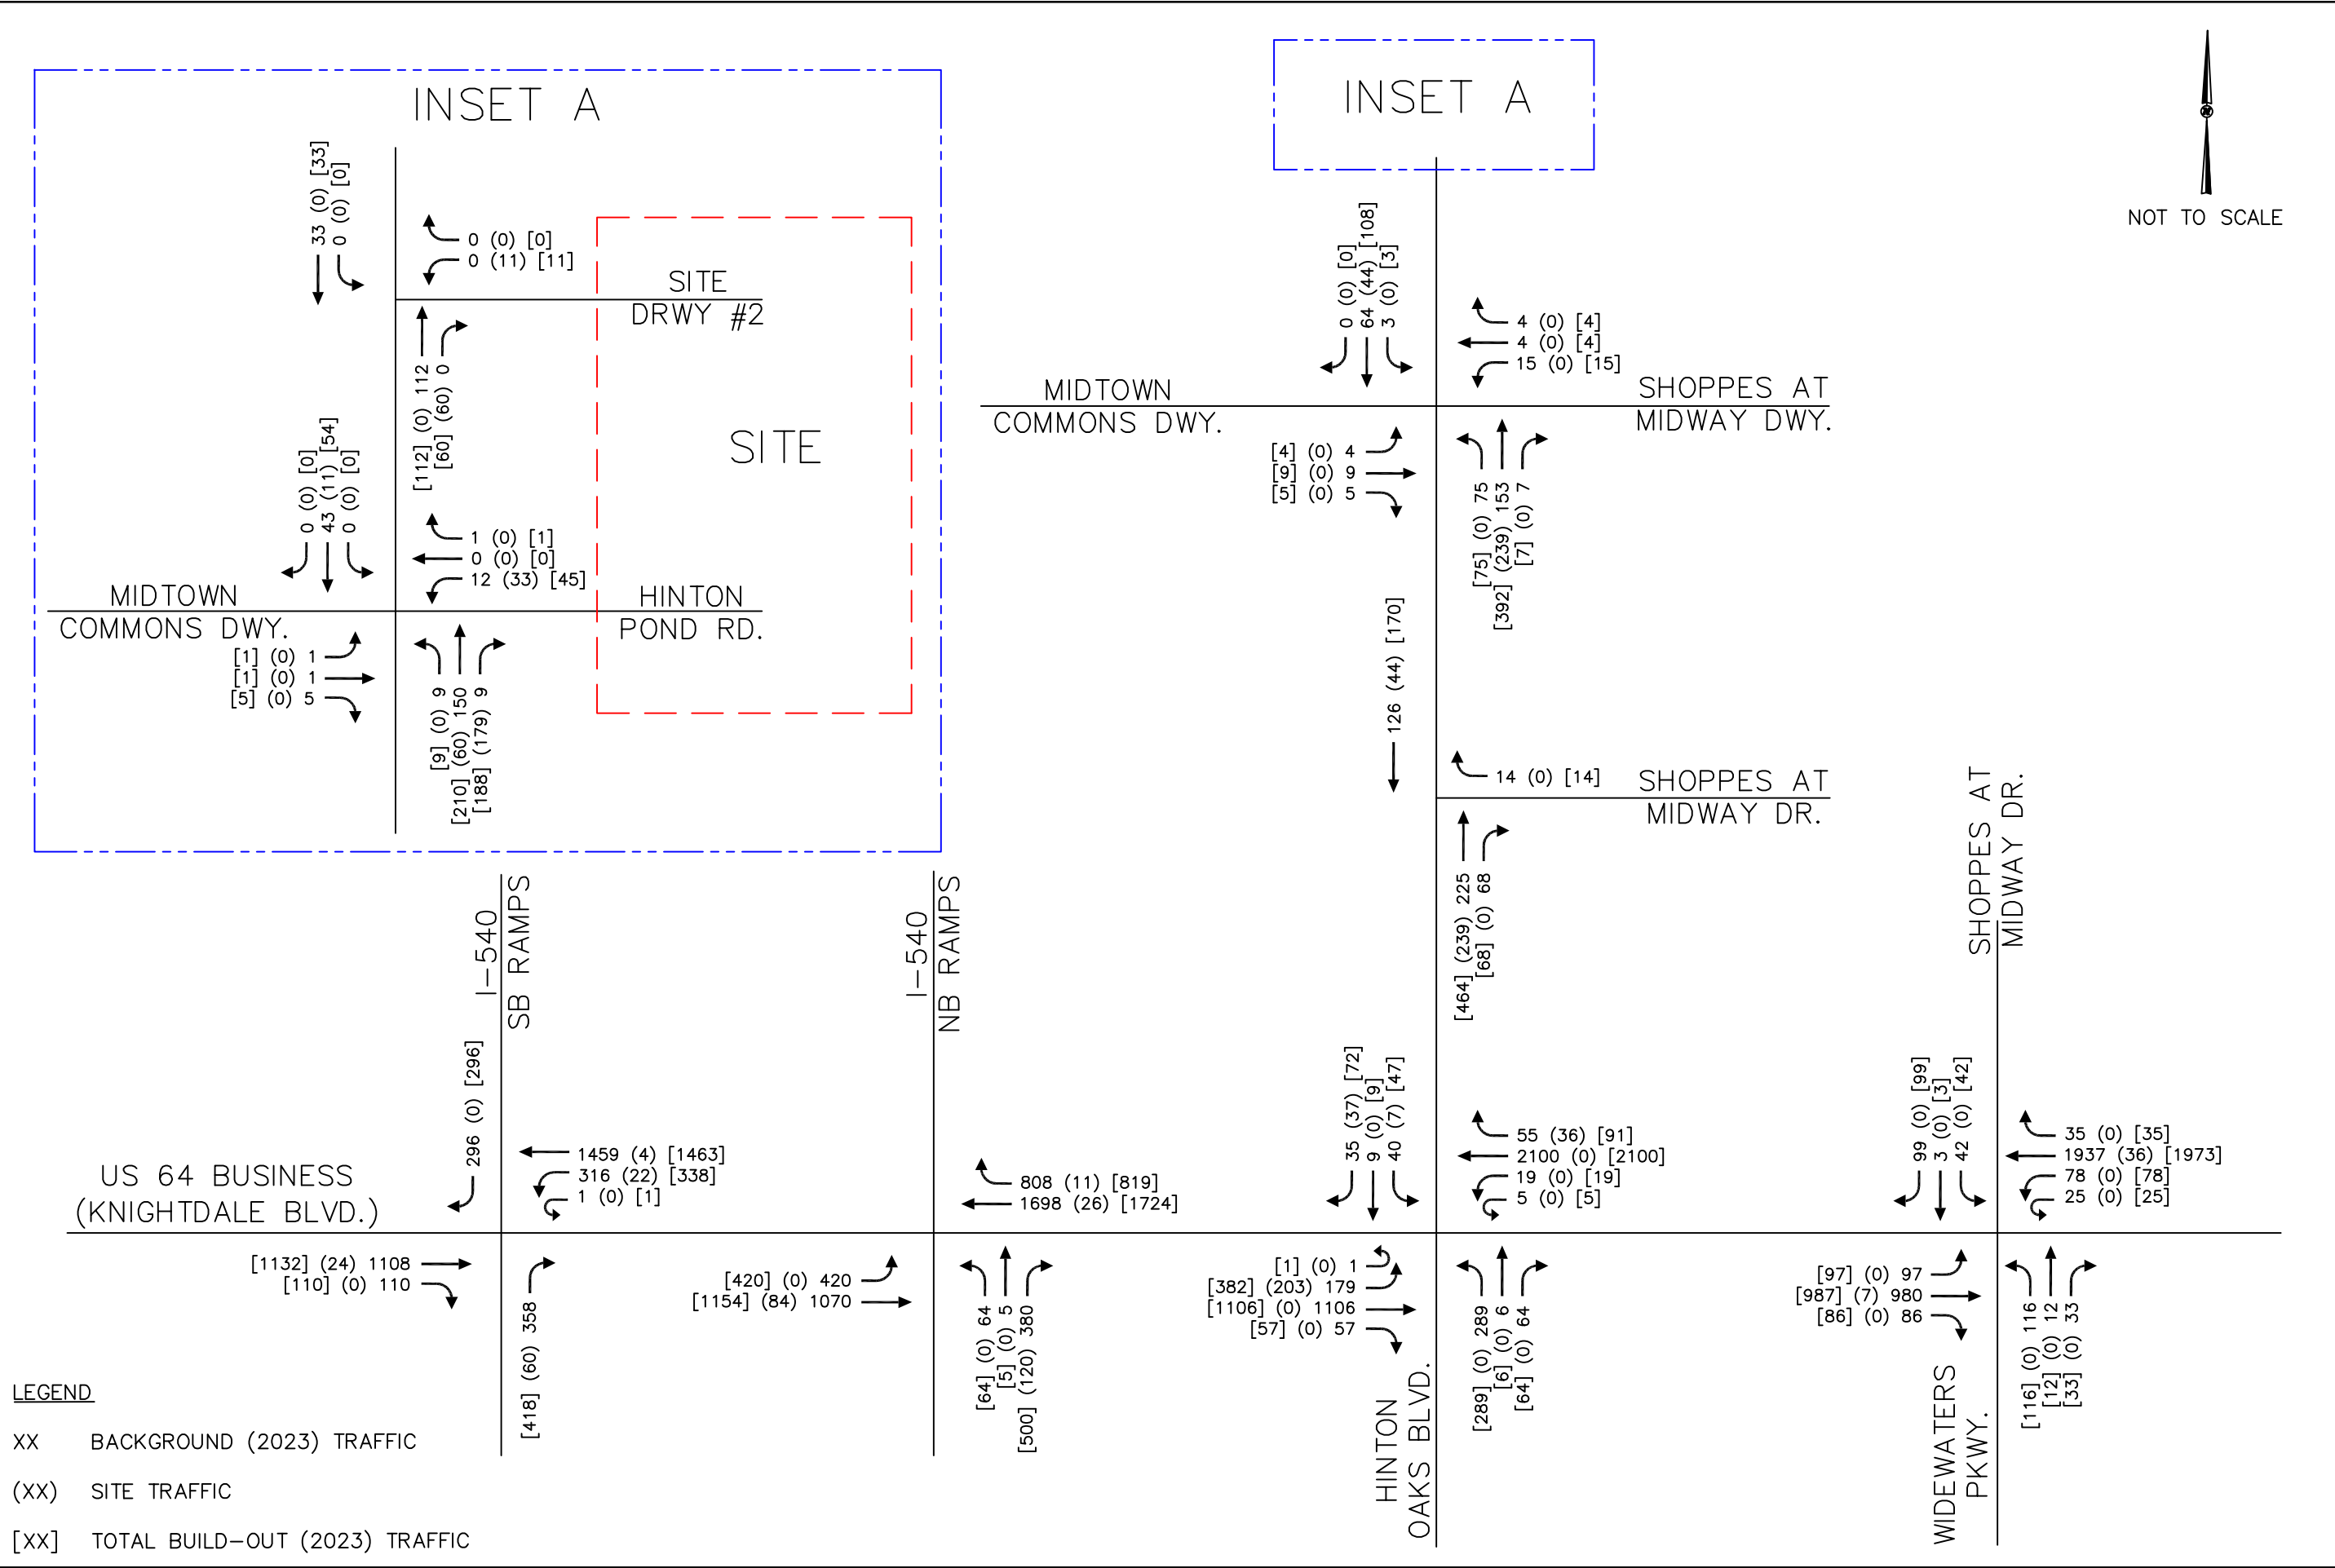 INSET A
33 (0) [33]
0 (0) [0]
0 (0) [0]
0 (11) [11]
SITE
DRWY #2
[112] (0) 112
[60] (60) 0
SITE
0 (0) [0]
43 (11) [54]
0 (0) [0]
1 (0) [1]
0 (0) [0]
12 (33) [45]
MIDTOWN
COMMONS DWY.
HINTON
POND RD.
[1] (0) 1
[1] (0) 1
[5] (0) 5
[9] (0) 9
[210] (60) 150
[188] (179) 9
INSET A
NOT TO SCALE
0 (0) [0]
64 (44) [108]
3 (0) [3]
4 (0) [4]
4 (0) [4]
15 (0) [15]
MIDTOWN
COMMONS DWY.
SHOPPES AT
MIDWAY DWY.
[4] (0) 4
[9] (0) 9
[5] (0) 5
[75] (0) 75
[392] (239) 153
[7] (0) 7
126 (44) [170]
14 (0) [14]
SHOPPES AT
MIDWAY DR.
[464] (239) 225
[68] (0) 68
SHOPPES AT
MIDWAY DR.
I-540
SB RAMPS
I-540
NB RAMPS
US 64 BUSINESS
(KNIGHTDALE BLVD.)
296 (0) [296]
1459 (4) [1463]
316 (22) [338]
1 (0) [1]
[1132] (24) 1108
[110] (0) 110
[418] (60) 358
808 (11) [819]
1698 (26) [1724]
[420] (0) 420
[1154] (84) 1070
[64] (0) 64
[5] (0) 5
[500] (120) 380
35 (37) [72]
9 (0) [9]
40 (7) [47]
55 (36) [91]
2100 (0) [2100]
19 (0) [19]
5 (0) [5]
[1] (0) 1
[382] (203) 179
[1106] (0) 1106
[57] (0) 57
[289] (0) 289
[6] (0) 6
[64] (0) 64
HINTON
OAKS BLVD.
99 (0) [99]
3 (0) [3]
42 (0) [42]
35 (0) [35]
1937 (36) [1973]
78 (0) [78]
25 (0) [25]
[97] (0) 97
[987] (7) 980
[86] (0) 86
[116] (0) 116
[12] (0) 12
[33] (0) 33
WIDEWATERS
PKWY.
LEGEND
XX BACKGROUND (2023) TRAFFIC
(XX) SITE TRAFFIC
[XX] TOTAL BUILD-OUT (2023) TRAFFIC